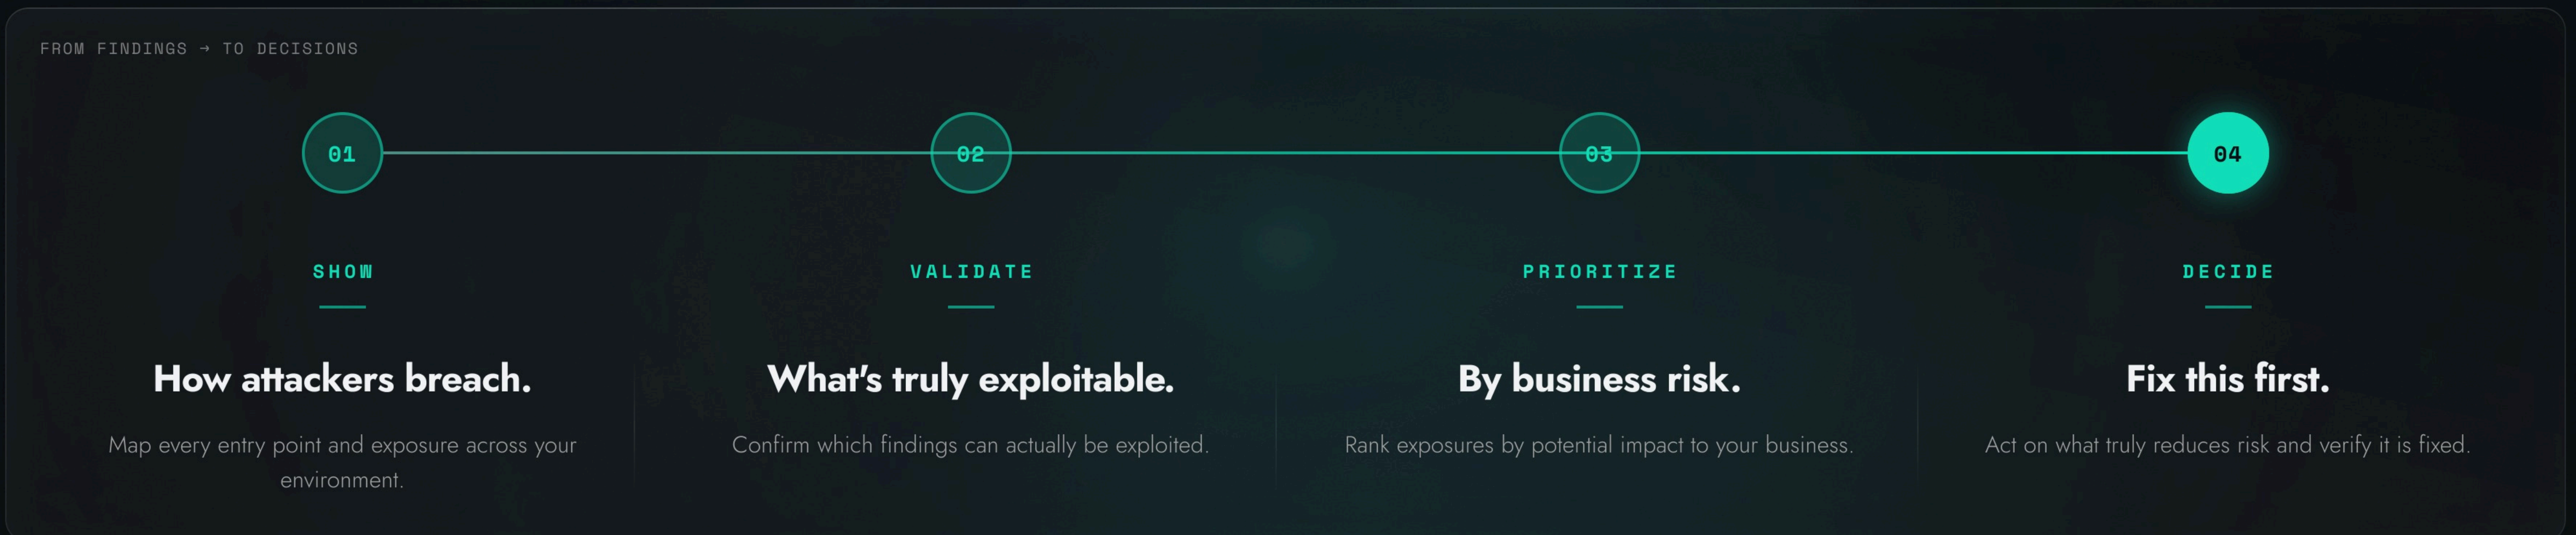 FROM FINDINGS → TO DECISIONS
01
02
03
04
SHOW
VALIDATE
PRIORITIZE
DECIDE
How attackers breach.
What's truly exploitable.
By business risk.
Fix this first.
Map every entry point and exposure across your
environment.
Confirm which findings can actually be exploited.
Rank exposures by potential impact to your business.
Act on what truly reduces risk and verify it is fixed.